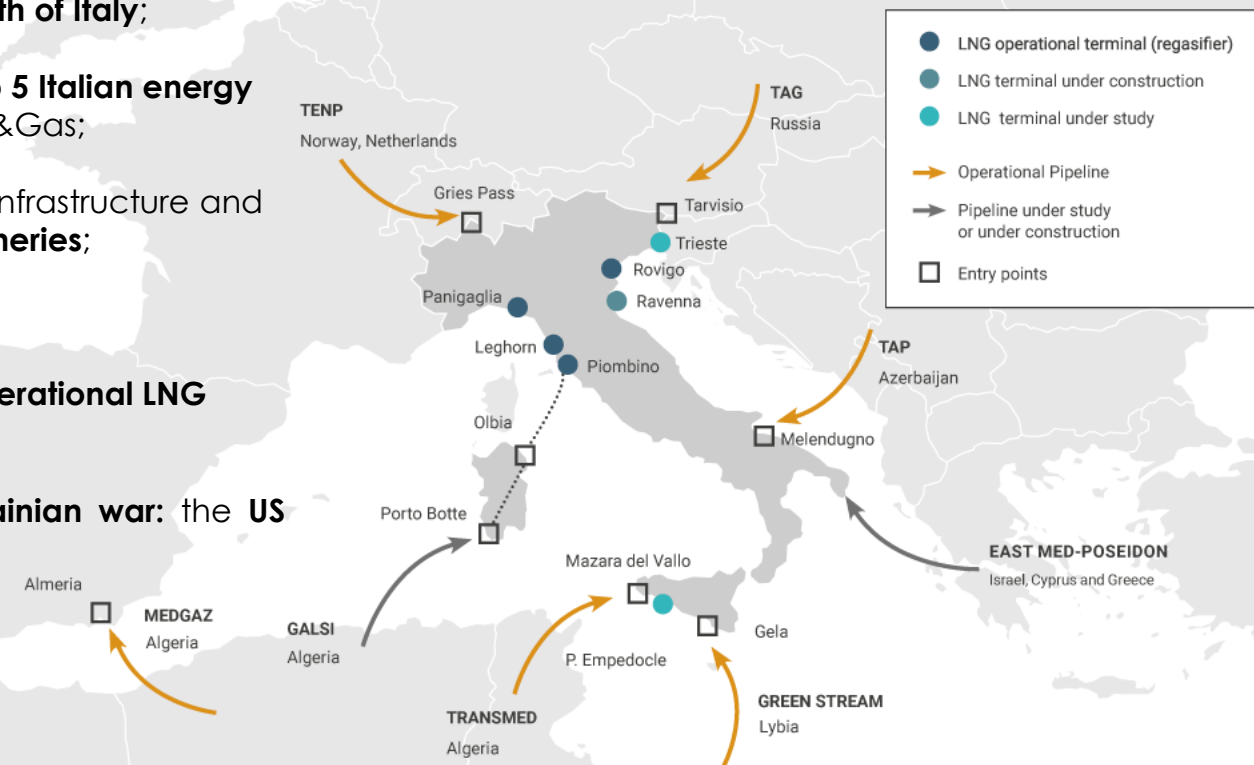 th of Italy;
5 Italian energy
&Gas;
nfrastructure and
neries;
erational LNG
ainian war: the US
LNG operational terminal (regasifier)
LNG terminal under construction
LNG terminal under study
Operational Pipeline
Pipeline under study
or under construction
Entry points
TENP
Norway, Netherlands
TAG
Russia
Gries Pass
Tarvisio
Trieste
Rovigo
Ravenna
Panigaglia
Leghorn
Piombino
TAP
Azerbaijan
Olbia
Melendugno
Porto Botte
EAST MED-POSEIDON
Israel, Cyprus and Greece
Mazara del Vallo
Almeria
MEDGAZ
Algeria
GALSI
Algeria
Gela
P. Empedocle
GREEN STREAM
Lybia
TRANSMED
Algeria